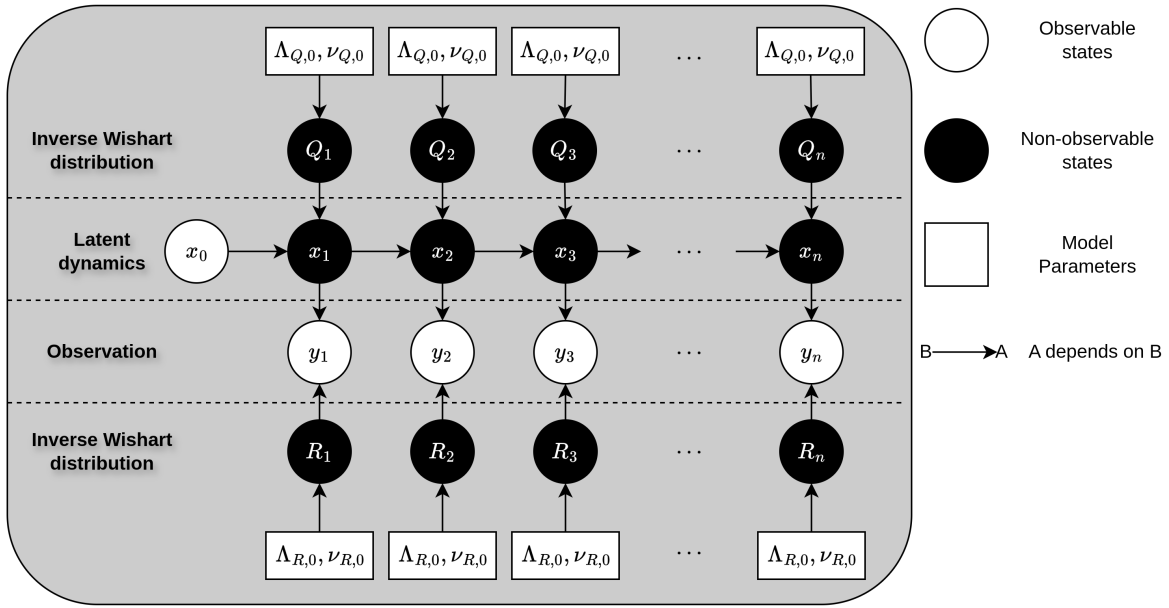 Λ_{Q,0}, ν_{Q,0} Λ_{Q,0}, ν_{Q,0} Λ_{Q,0}, ν_{Q,0} ... Λ_{Q,0}, ν_{Q,0}
Inverse Wishart
distribution
Q_1 Q_2 Q_3 ... Q_n
Latent
dynamics
x_0 x_1 x_2 x_3 ... x_n
Observation
y_1 y_2 y_3 ... y_n
Inverse Wishart
distribution
R_1 R_2 R_3 ... R_n
Λ_{R,0}, ν_{R,0} Λ_{R,0}, ν_{R,0} Λ_{R,0}, ν_{R,0} ... Λ_{R,0}, ν_{R,0}
Observable
states
Non-observable
states
Model
Parameters
B A A depends on B